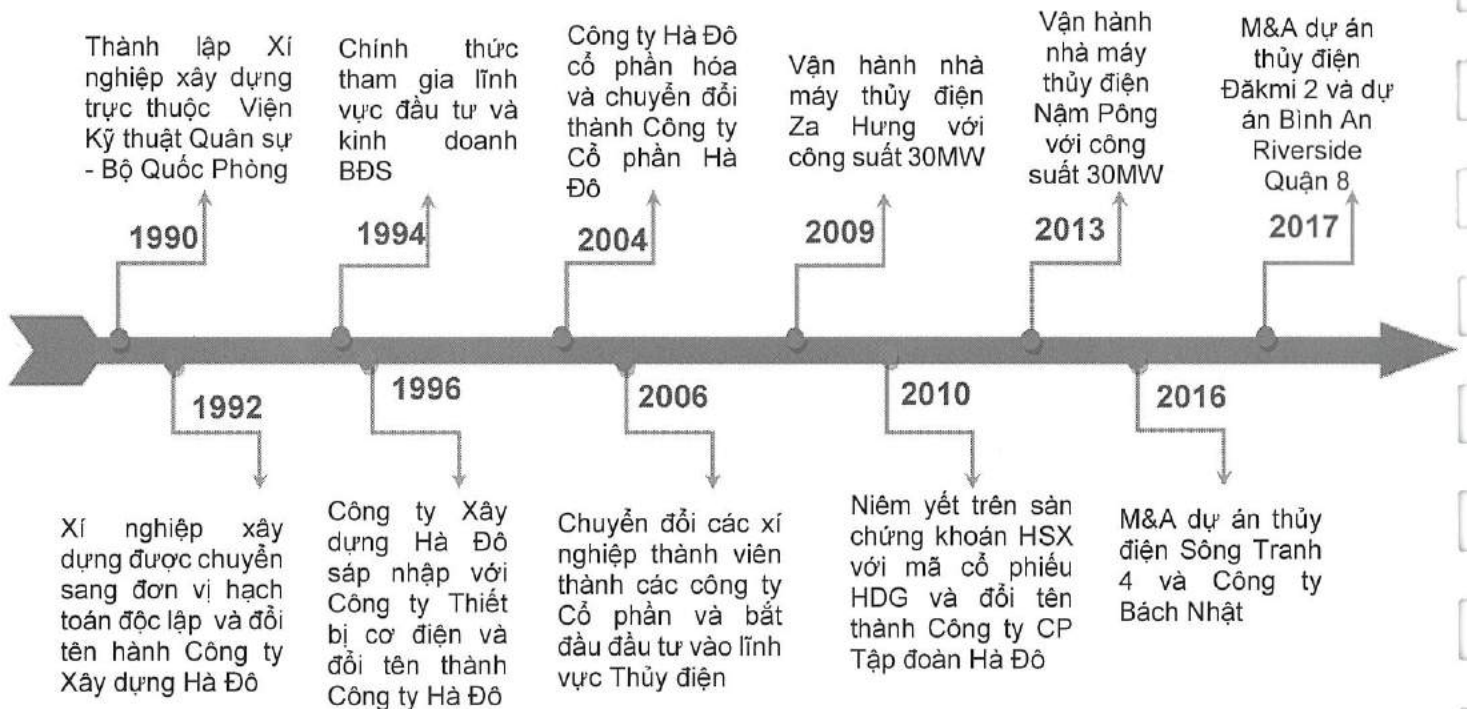 Thành lập Xí
nghiệp xây dựng
trực thuộc Viện
Kỹ thuật Quân sự
- Bộ Quốc Phòng
1990
Chính thức
tham gia lĩnh
vực đầu tư và
kinh doanh
BĐS
1994
Công ty Hà Đô
cổ phần hóa
và chuyển đổi
thành Công ty
Cổ phần Hà
Đô
2004
Vận hành nhà
máy thủy điện
Za Hưng với
công suất 30MW
2009
Vận hành
nhà máy
thủy điện
Nậm Pông
với công
suất 30MW
2013
M&A dự án
thủy điện
Đăkmi 2 và dự
án Bình An
Riverside
Quận 8
2017
1992
Xí nghiệp xây
dựng được chuyển
sang đơn vị hạch
toán độc lập và đổi
tên hành Công ty
Xây dựng Hà Đô
1996
Công ty Xây
dựng Hà Đô
sáp nhập với
Công ty Thiết
bị cơ điện và
đổi tên thành
Công ty Hà Đô
2006
Chuyển đổi các xí
nghiệp thành viên
thành các công ty
Cổ phần và bắt
đầu đầu tư vào lĩnh
vực Thủy điện
2010
Niêm yết trên sàn
chứng khoán HSX
với mã cổ phiếu
HDG và đổi tên
thành Công ty CP
Tập đoàn Hà Đô
2016
M&A dự án thủy
điện Sông Tranh
4 và Công ty
Bách Nhật